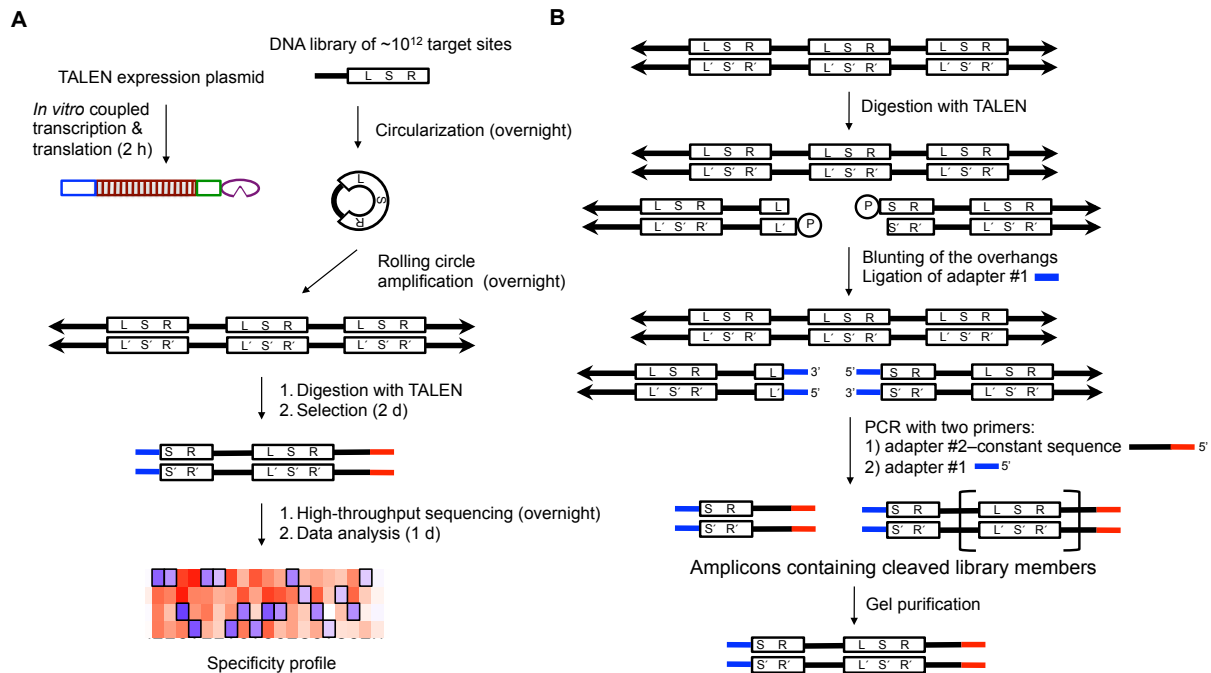 A
DNA library of ~10¹² target sites
L S R
TALEN expression plasmid
In vitro coupled
transcription &
translation (2 h)
Circularization (overnight)
L
S
R
Rolling circle
amplification (overnight)
L S R L S R L S R
L′ S′ R′ L′ S′ R′ L′ S′ R′
1. Digestion with TALEN
2. Selection (2 d)
S R L S R
S′ R′ L′ S′ R′
1. High-throughput sequencing (overnight)
2. Data analysis (1 d)
Specificity profile
B
L S R L S R L S R
L′ S′ R′ L′ S′ R′ L′ S′ R′
Digestion with TALEN
L S R L S R L S R
L′ S′ R′ L′ S′ R′ L′ S′ R′
L S R L P S R L S R
L′ S′ R′ L′ P S′ R′ L′ S′ R′
Blunting of the overhangs
Ligation of adapter #1
L S R L S R L S R
L′ S′ R′ L′ S′ R′ L′ S′ R′
L S R L 3’ 5’ S R L S R
L′ S′ R′ L′ 5’ 3’ S′ R′ L′ S′ R′
PCR with two primers:
1) adapter #2–constant sequence 5’
2) adapter #1 5’
S R S R L S R
S′ R′ S′ R′ L′ S′ R′
Amplicons containing cleaved library members
Gel purification
S R L S R
S′ R′ L′ S′ R′